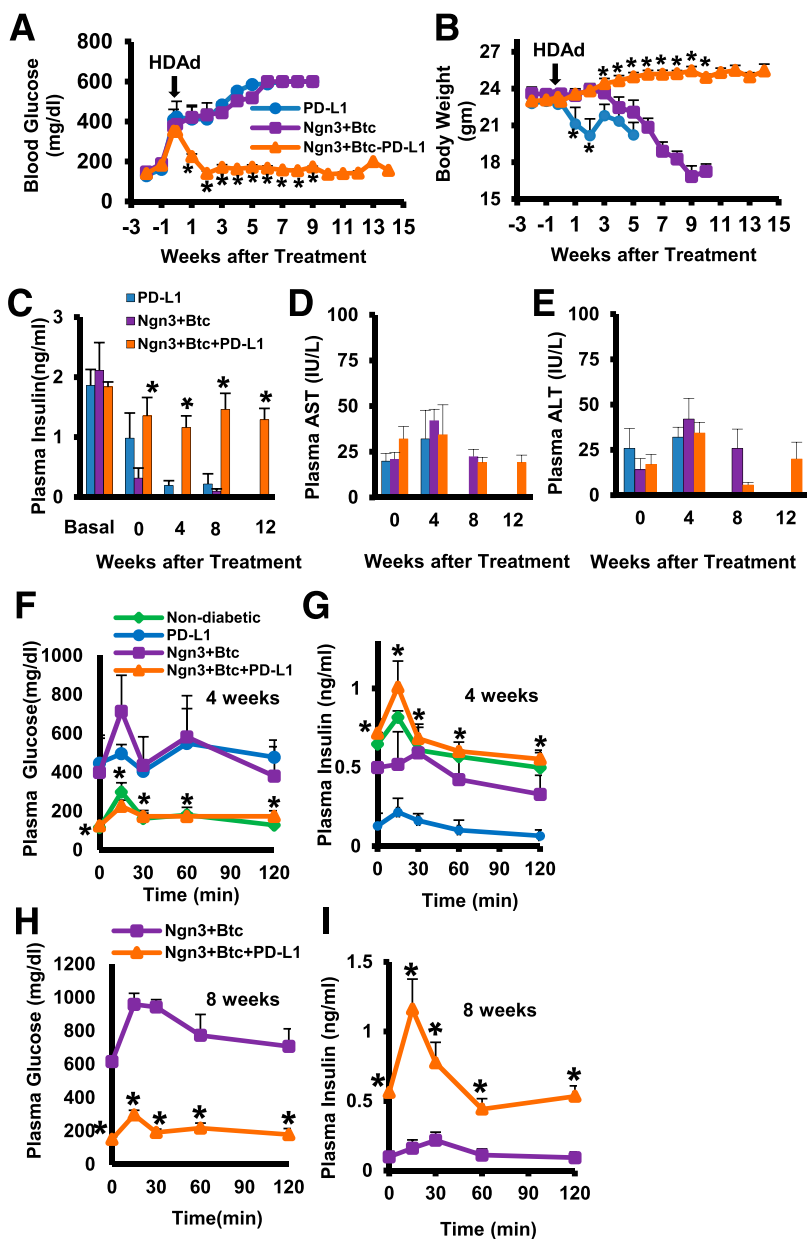 A
Blood Glucose
(mg/dl)
800
600
400
200
0
HDAd
PD-L1
Ngn3+Btc
Ngn3+Btc-PD-L1
* * * * * * * * *
-3 -1 1 3 5 7 9 11 13 15
Weeks after Treatment
B
Body Weight
(gm)
27
24
21
18
15
HDAd
* * * * * * * *
* *
-3 -1 1 3 5 7 9 11 13 15
Weeks after Treatment
C
PD-L1
Ngn3+Btc
Ngn3+Btc+PD-L1
Plasma Insulin(ng/ml)
3
2
1
0
* * * *
Basal 0 4 8 12
Weeks after Treatment
D
Plasma AST (IU/L)
100
75
50
25
0
0 4 8 12
Weeks after Treatment
E
Plasma ALT (IU/L)
100
75
50
25
0
0 4 8 12
Weeks after Treatment
F
Non-diabetic
PD-L1
Ngn3+Btc
Ngn3+Btc+PD-L1
Plasma Glucose(mg/dl)
1000
800
600
400
200
0
4 weeks
* * * * *
0 30 60 90 120
Time (min)
G
Plasma Insulin (ng/ml)
1
0.5
0
4 weeks
* * * * *
0 30 60 90 120
Time (min)
H
Ngn3+Btc
Ngn3+Btc+PD-L1
Plasma Glucose (mg/dl)
1200
1000
800
600
400
200
0
8 weeks
* * * * *
0 30 60 90 120
Time(min)
I
Plasma Insulin (ng/ml)
1.5
1
0.5
0
8 weeks
* * * * *
0 30 60 90 120
Time (min)